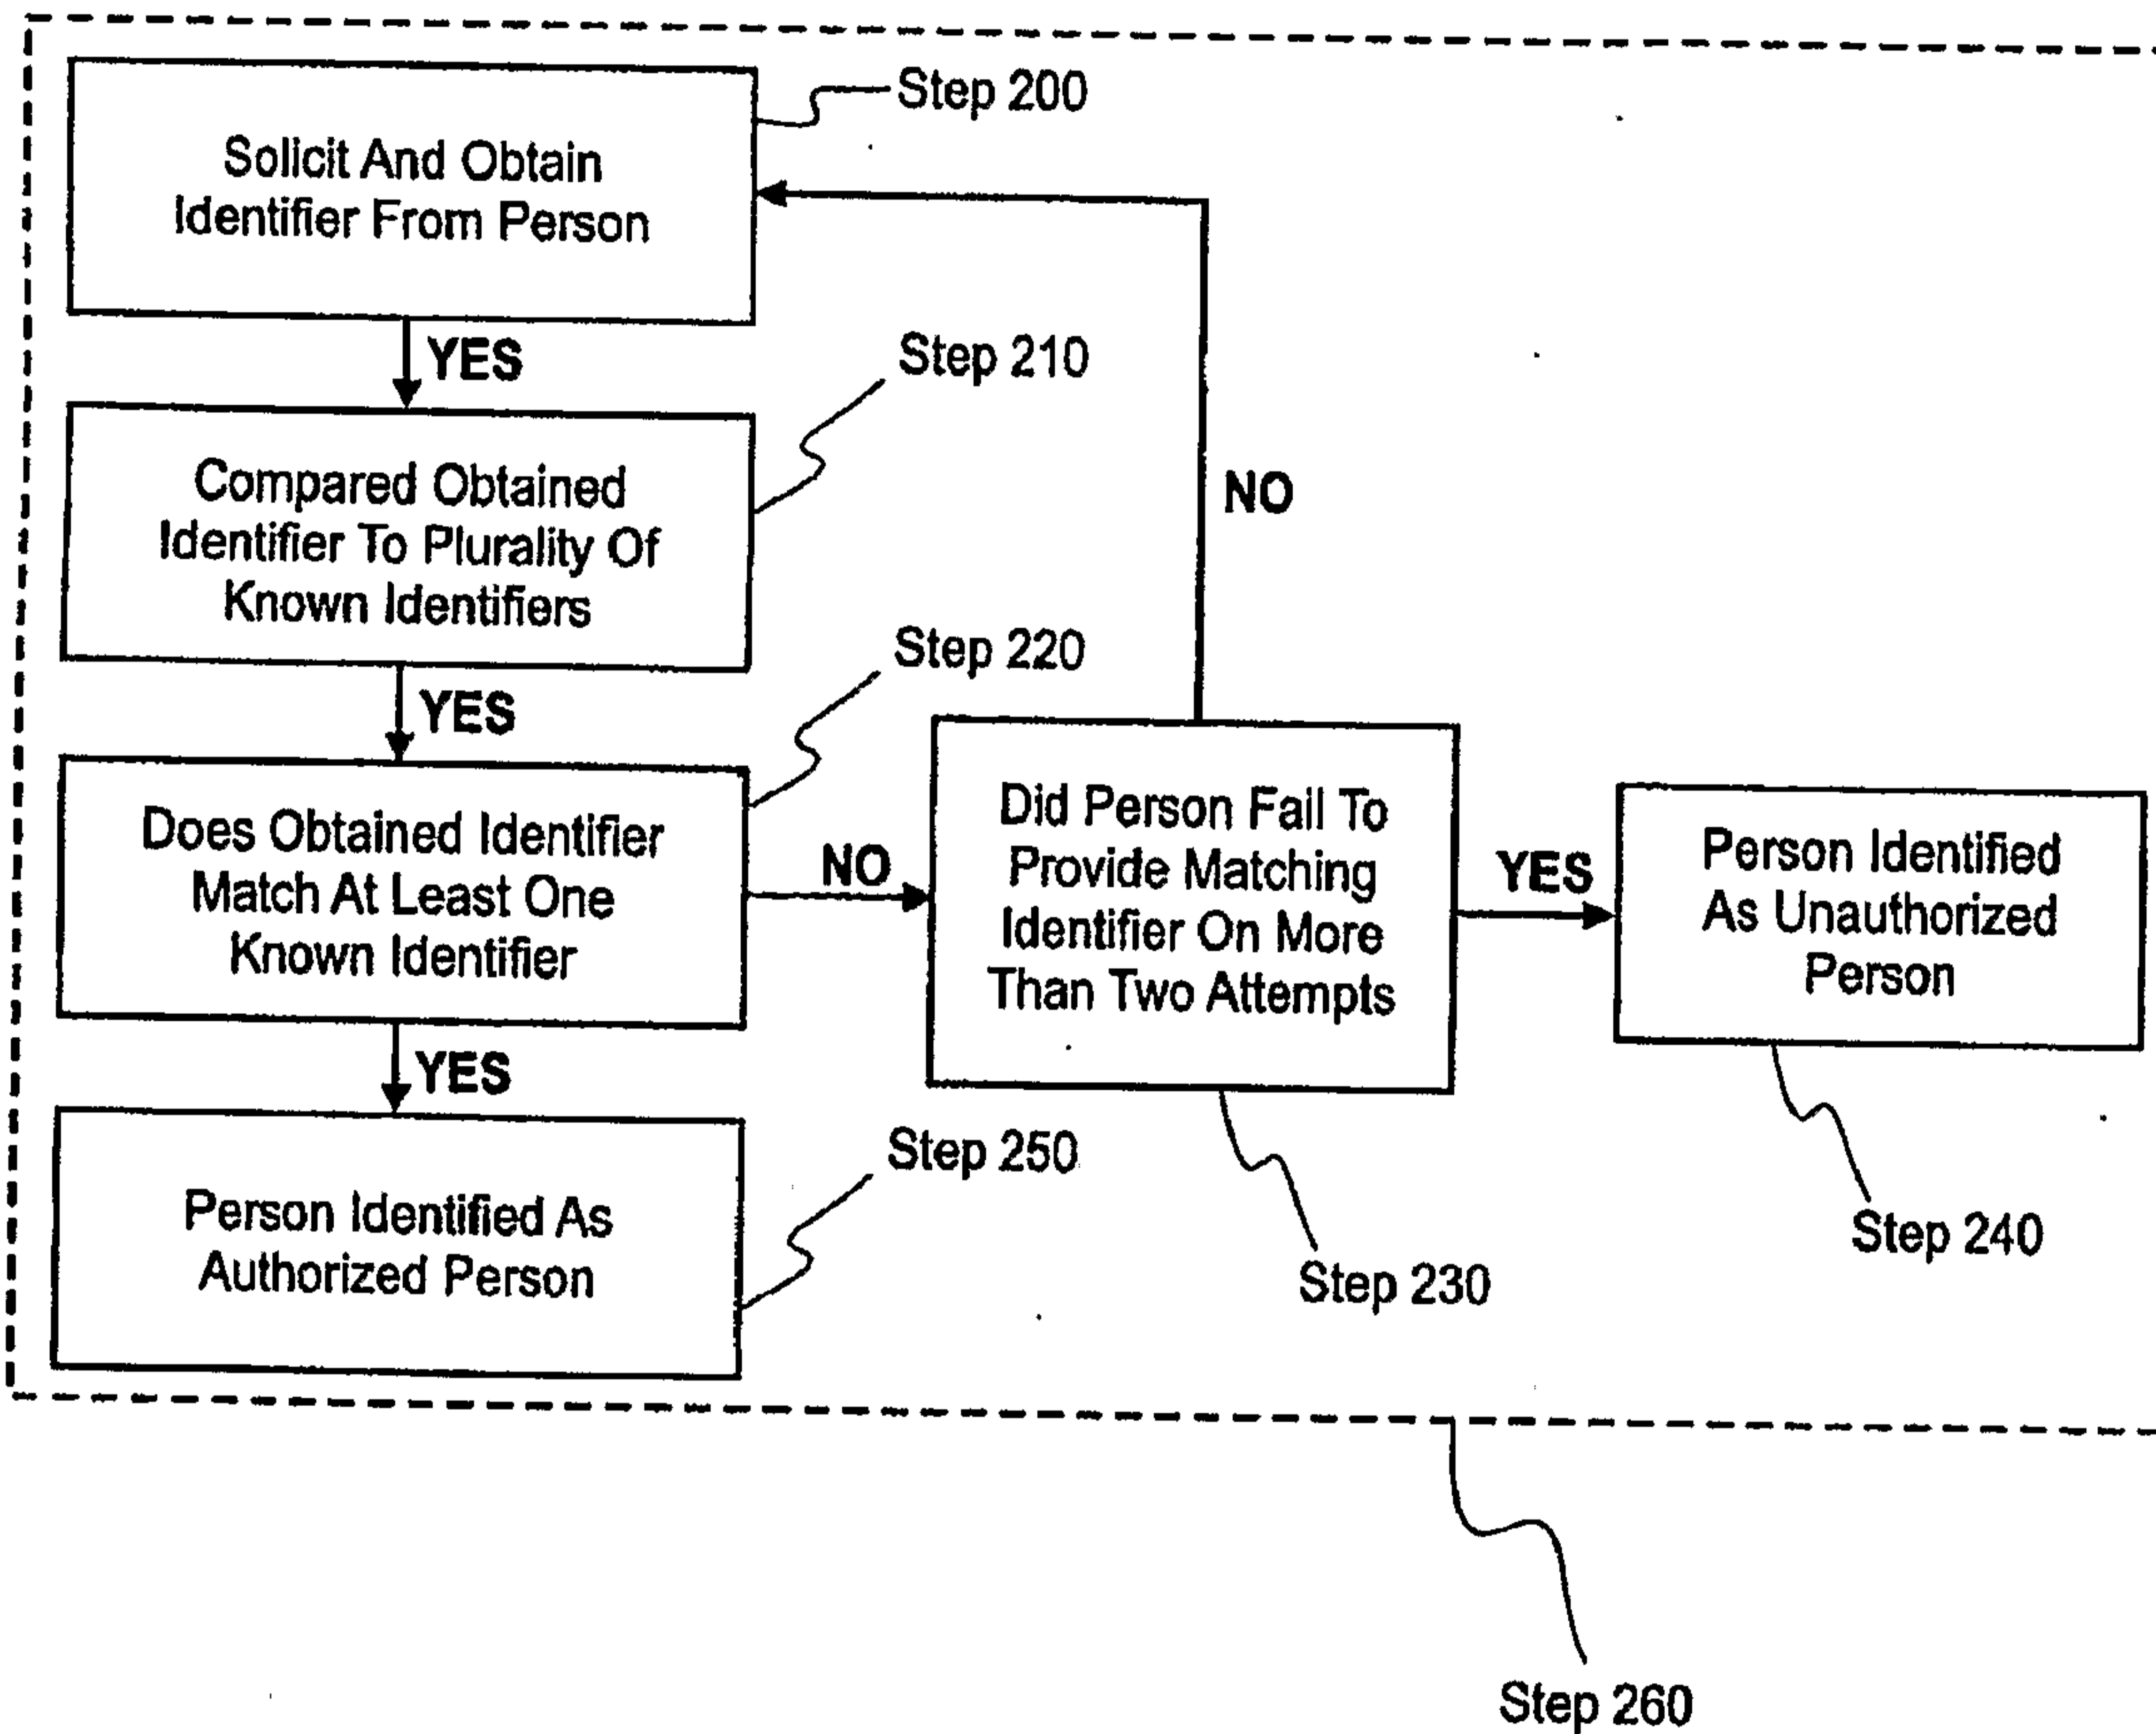 Step 200
Solicit And Obtain
Identifier From Person
YES
Step 210
Compared Obtained
Identifier To Plurality Of
Known Identifiers
NO
YES
Step 220
Does Obtained Identifier
Match At Least One
Known Identifier
NO
Did Person Fail To
Provide Matching
Identifier On More
Than Two Attempts
YES
Person Identified
As Unauthorized
Person
YES
Step 250
Person Identified As
Authorized Person
Step 230
Step 240
Step 260